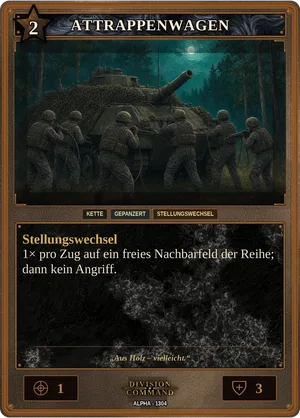 2
ATTRAPPENWAGEN
KETTE GEPANZERT STELLUNGSWECHSEL
Stellungswechsel
1× pro Zug auf ein freies Nachbarfeld der Reihe;
dann kein Angriff.
„Aus Holz – vielleicht.“
1
DIVISION
COMMAND
ALPHA - 1304
3